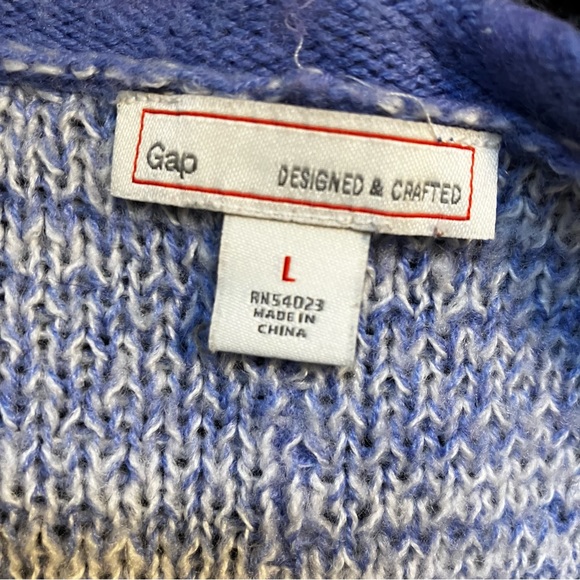 Gap DESIGNED & CRAFTED
L
RN54023
MADE IN
CHINA